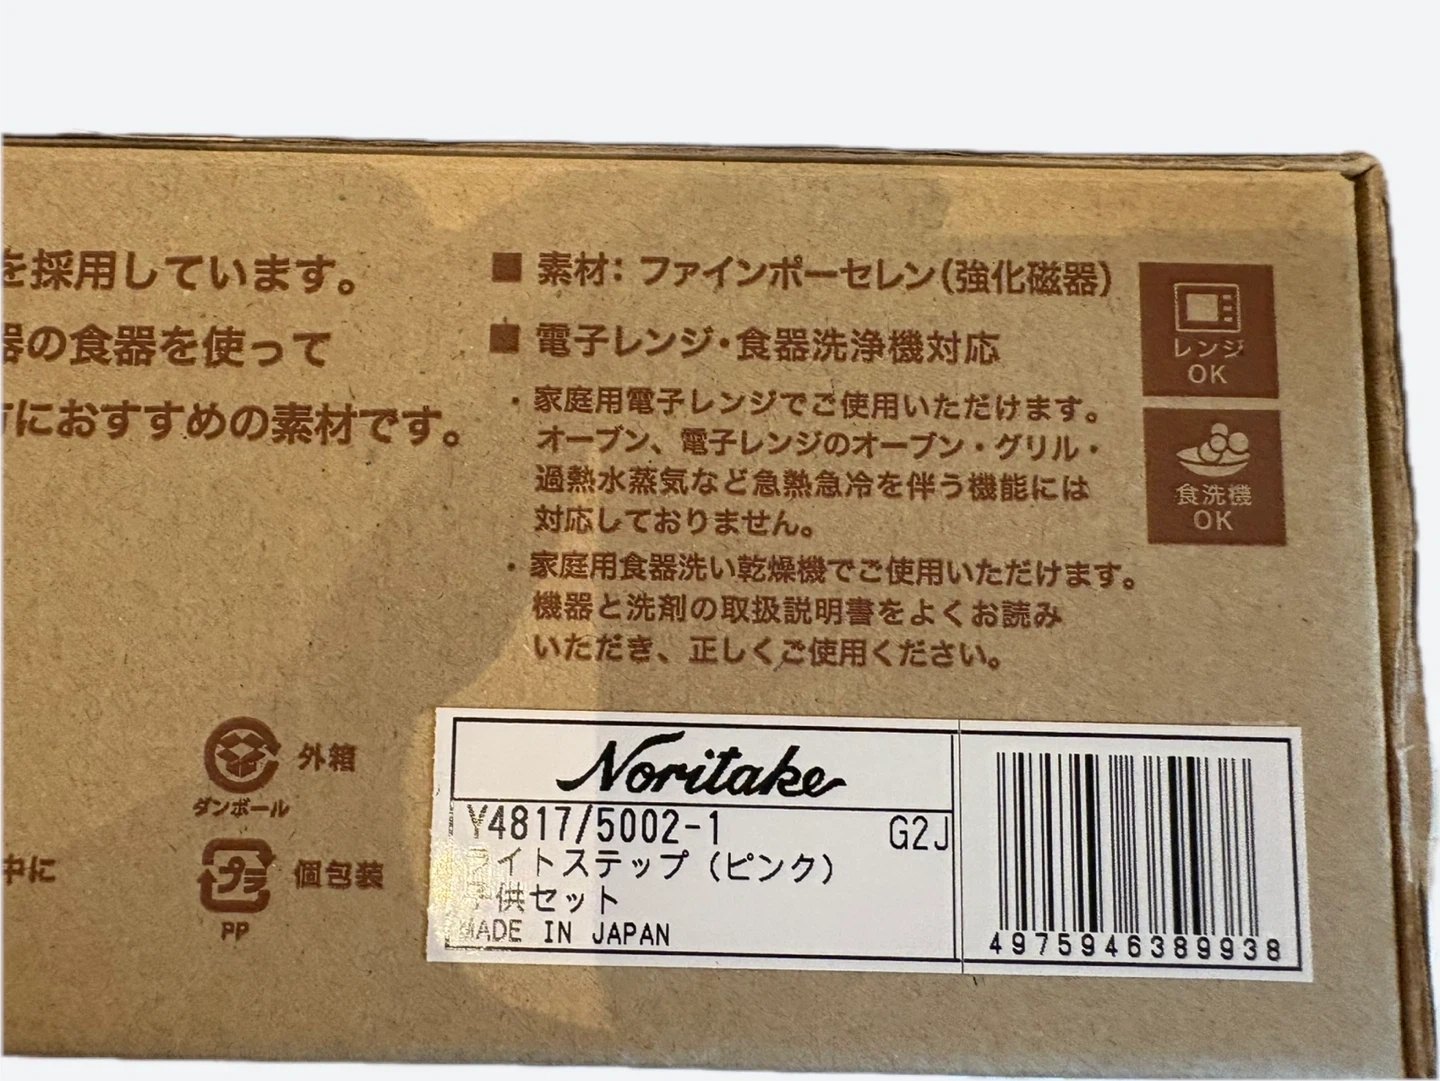 を採用しています。
器の食器を使って
方におすすめの素材です。
■ 素材：ファインポーセレン(強化磁器)
■ 電子レンジ・食器洗浄機対応
・家庭用電子レンジでご使用いただけます。
オーブン、電子レンジのオーブン・グリル・
過熱水蒸気など急熱急冷を伴う機能には
対応しておりません。
・家庭用食器洗い乾燥機でご使用いただけます。
機器と洗剤の取扱説明書をよくお読み
いただき、正しくご使用ください。
レンジ
OK
食洗機
OK
外箱
ダンボール
中に
プラ
個包装
PP
Noritake
Y4817/5002-1 G2J
ライトステップ（ピンク）
子供セット
MADE IN JAPAN
4975946389938